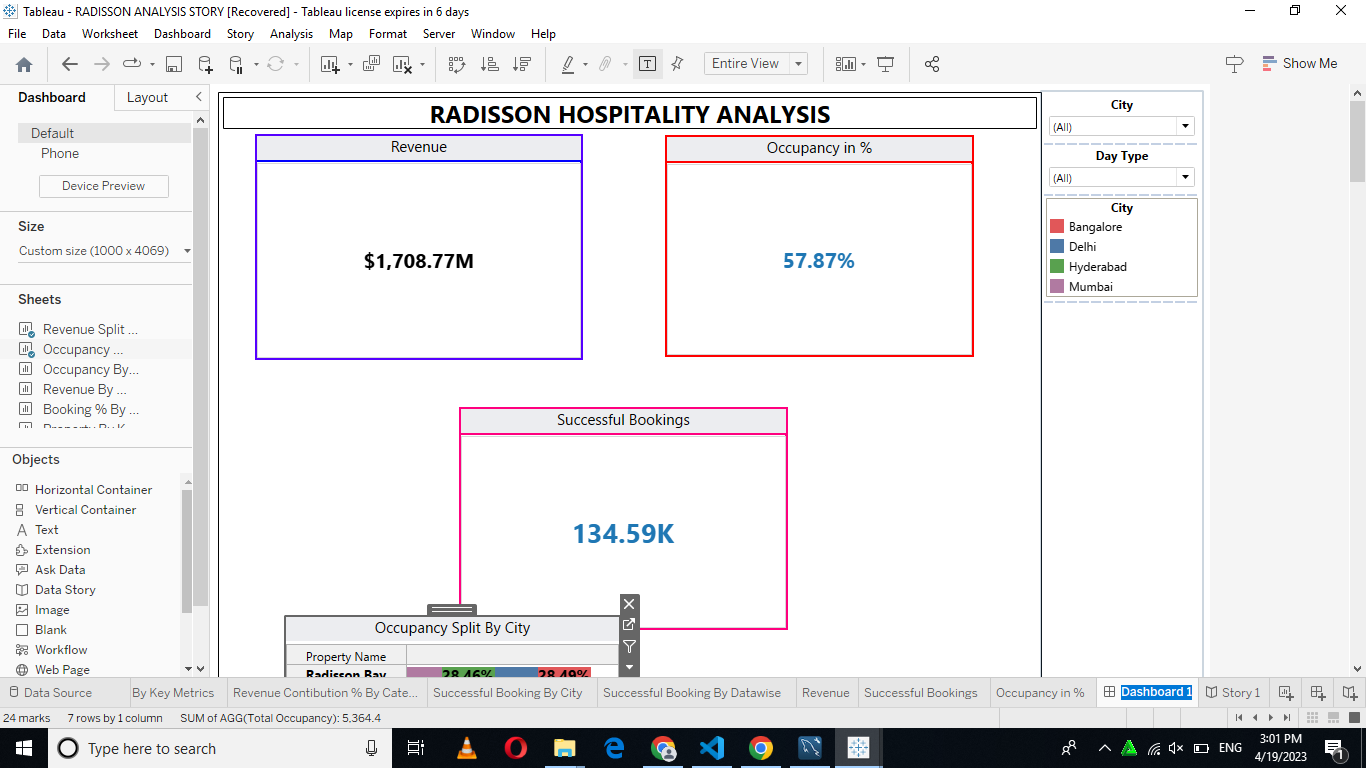 Tableau - RADISSON ANALYSIS STORY [Recovered] - Tableau license expires in 6 days
File Data Worksheet Dashboard Story Analysis Map Format Server Window Help
Entire View
Show Me
Dashboard Layout
Default
Phone
Device Preview
Size
Custom size (1000 x 4069)
Sheets
Revenue Split ...
Occupancy ...
Occupancy By...
Revenue By ...
Booking % By ...
Objects
Horizontal Container
Vertical Container
Text
Extension
Ask Data
Data Story
Image
Blank
Workflow
Web Page
RADISSON HOSPITALITY ANALYSIS
Revenue
$1,708.77M
Occupancy in %
57.87%
Successful Bookings
134.59K
Occupancy Split By City
Property Name
Radisson Bay 28.46% 28.49%
City
(All)
Day Type
(All)
City
Bangalore
Delhi
Hyderabad
Mumbai
Data Source By Key Metrics Revenue Contibution % By Cate... Successful Booking By City Successful Booking By Datawise Revenue Successful Bookings Occupancy in % Dashboard 1 Story 1
24 marks 7 rows by 1 column SUM of AGG(Total Occupancy): 5,364.4
Type here to search
ENG
3:01 PM
4/19/2023
1